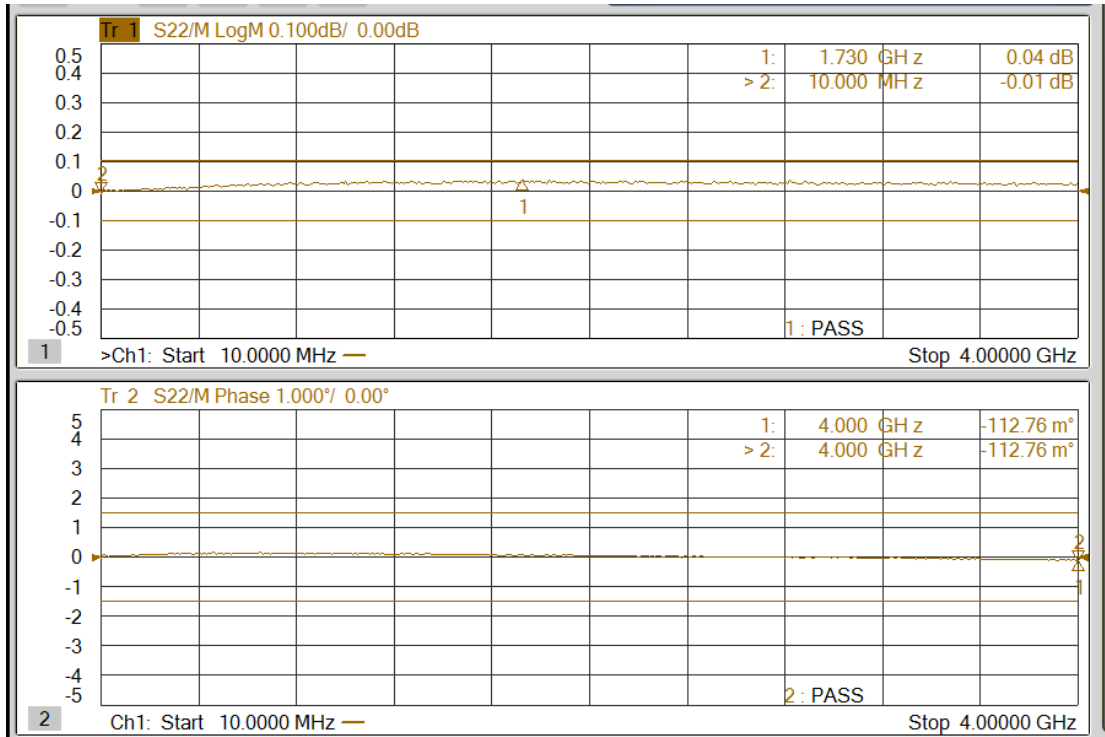 Tr 1 S22/M LogM 0.100dB/ 0.00dB
0.5
0.4
0.3
0.2
0.1
0
-0.1
-0.2
-0.3
-0.4
-0.5
1: 1.730 GHz 0.04 dB
> 2: 10.000 MHz -0.01 dB
2
1
1 : PASS
1 >Ch1: Start 10.0000 MHz — Stop 4.00000 GHz
Tr 2 S22/M Phase 1.000°/ 0.00°
5
4
3
2
1
0
-1
-2
-3
-4
-5
1: 4.000 GHz -112.76 m°
> 2: 4.000 GHz -112.76 m°
2
1
2 : PASS
2 Ch1: Start 10.0000 MHz — Stop 4.00000 GHz